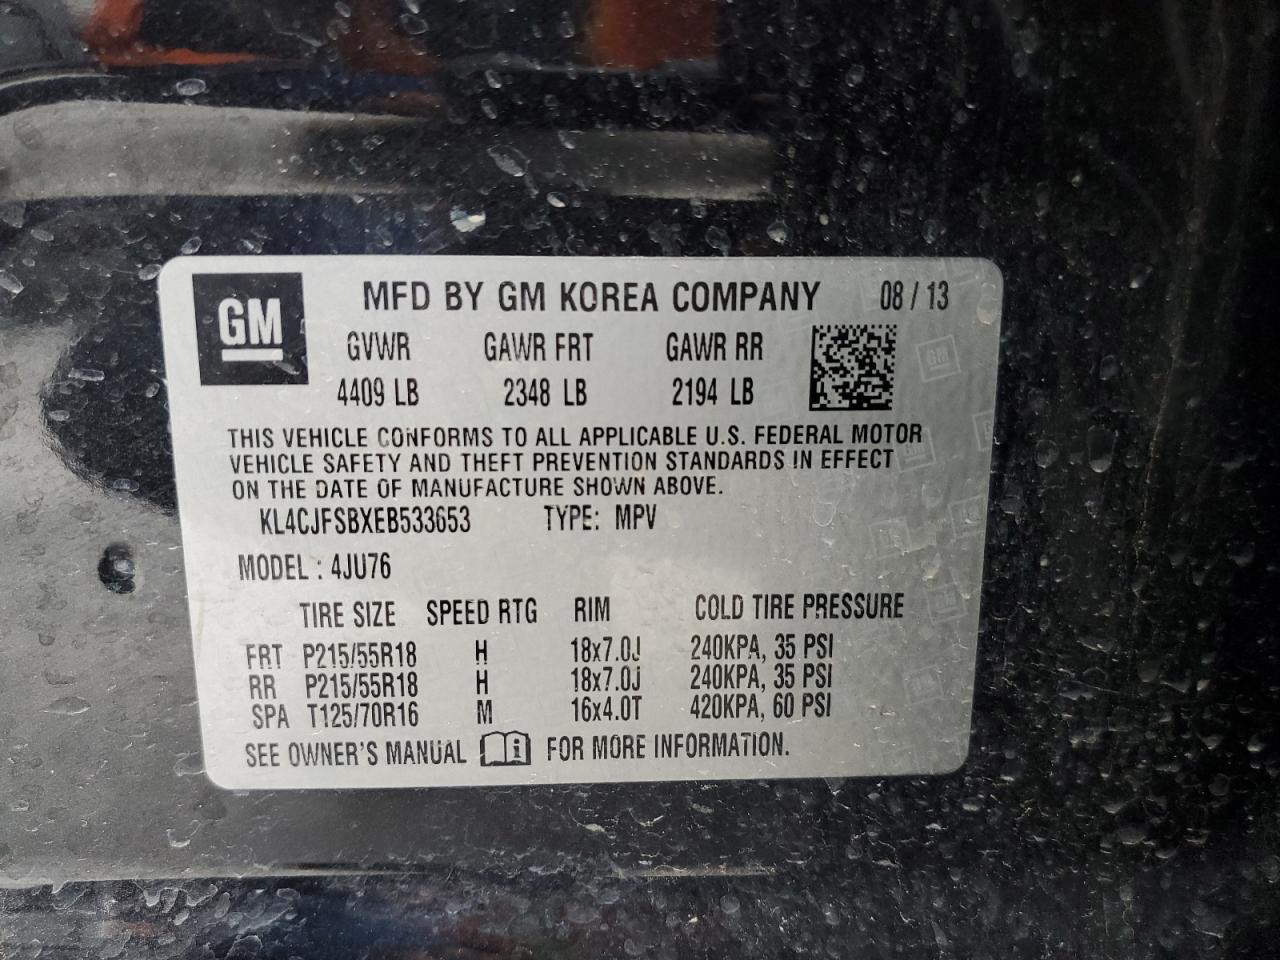 GM
MFD BY GM KOREA COMPANY 08 / 13
GVWR GAWR FRT GAWR RR
4409 LB 2348 LB 2194 LB
THIS VEHICLE CONFORMS TO ALL APPLICABLE U.S. FEDERAL MOTOR
VEHICLE SAFETY AND THEFT PREVENTION STANDARDS IN EFFECT
ON THE DATE OF MANUFACTURE SHOWN ABOVE.
KL4CJFSBXEB533653 TYPE: MPV
MODEL : 4JU76
TIRE SIZE SPEED RTG RIM COLD TIRE PRESSURE
FRT P215/55R18 H 18x7.0J 240KPA, 35 PSI
RR P215/55R18 H 18x7.0J 240KPA, 35 PSI
SPA T125/70R16 M 16x4.0T 420KPA, 60 PSI
SEE OWNER'S MANUAL i FOR MORE INFORMATION.